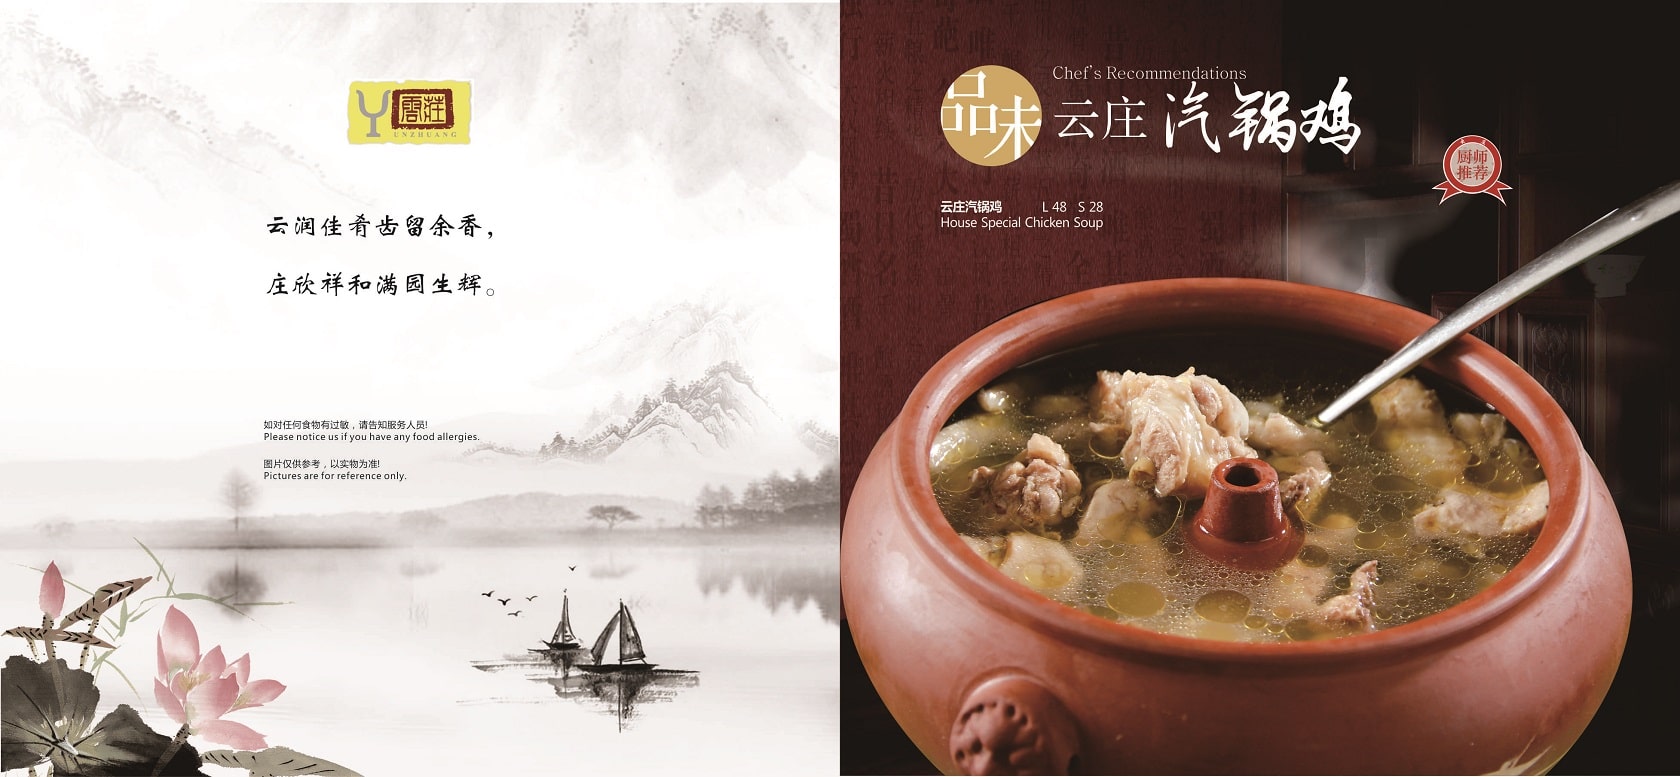 雲莊
UNZHUANG
云润佳肴齿留余香，
庄欣祥和满园生辉。
如对任何食物有过敏，请告知服务人员!
Please notice us if you have any food allergies.
图片仅供参考，以实物为准!
Pictures are for reference only.
品味
Chef's Recommendations
云庄汽锅鸡
厨师
推荐
云庄汽锅鸡 L 48 S 28
House Special Chicken Soup